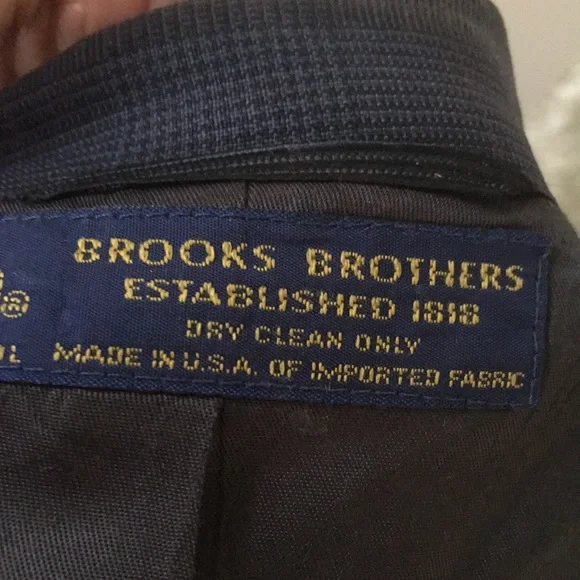 BROOKS BROTHERS
ESTABLISHED 1818
DRY CLEAN ONLY
MADE IN U.S.A. OF IMPORTED FABRIC